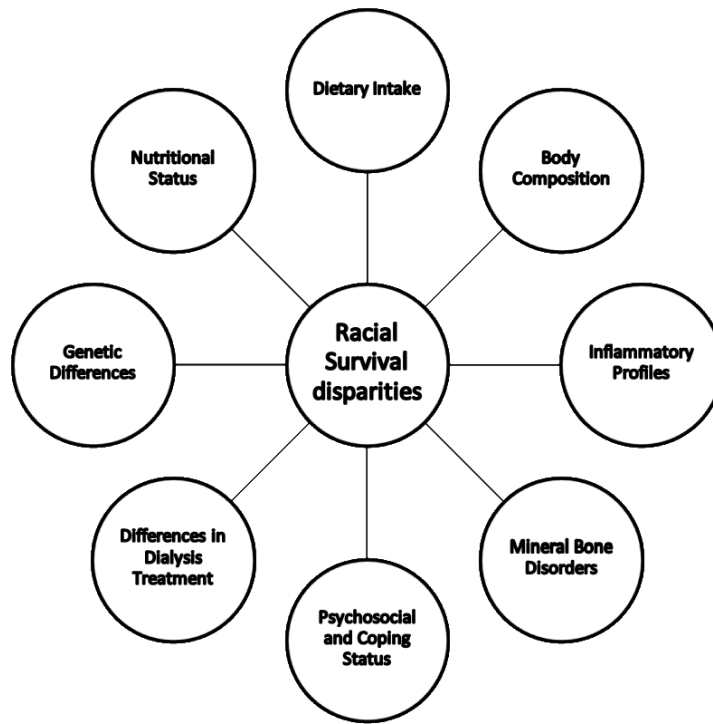 Dietary Intake
Nutritional
Status
Body
Composition
Genetic
Differences
Racial
Survival
disparities
Inflammatory
Profiles
Differences in
Dialysis
Treatment
Mineral Bone
Disorders
Psychosocial
and Coping
Status